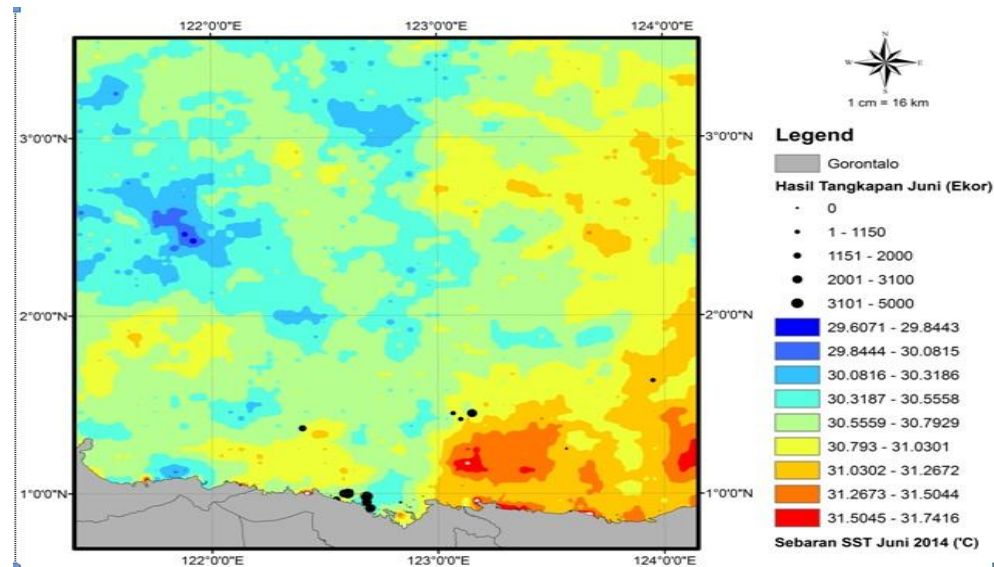 122°0'0"E 123°0'0"E 124°0'0"E
3°0'0"N 3°0'0"N
2°0'0"N 2°0'0"N
1°0'0"N 1°0'0"N
122°0'0"E 123°0'0"E 124°0'0"E
N
W E
S
1 cm = 16 km
Legend
Gorontalo
Hasil Tangkapan Juni (Ekor)
0
1 - 1150
1151 - 2000
2001 - 3100
3101 - 5000
29.6071 - 29.8443
29.8444 - 30.0815
30.0816 - 30.3186
30.3187 - 30.5558
30.5559 - 30.7929
30.793 - 31.0301
31.0302 - 31.2672
31.2673 - 31.5044
31.5045 - 31.7416
Sebaran SST Juni 2014 (°C)